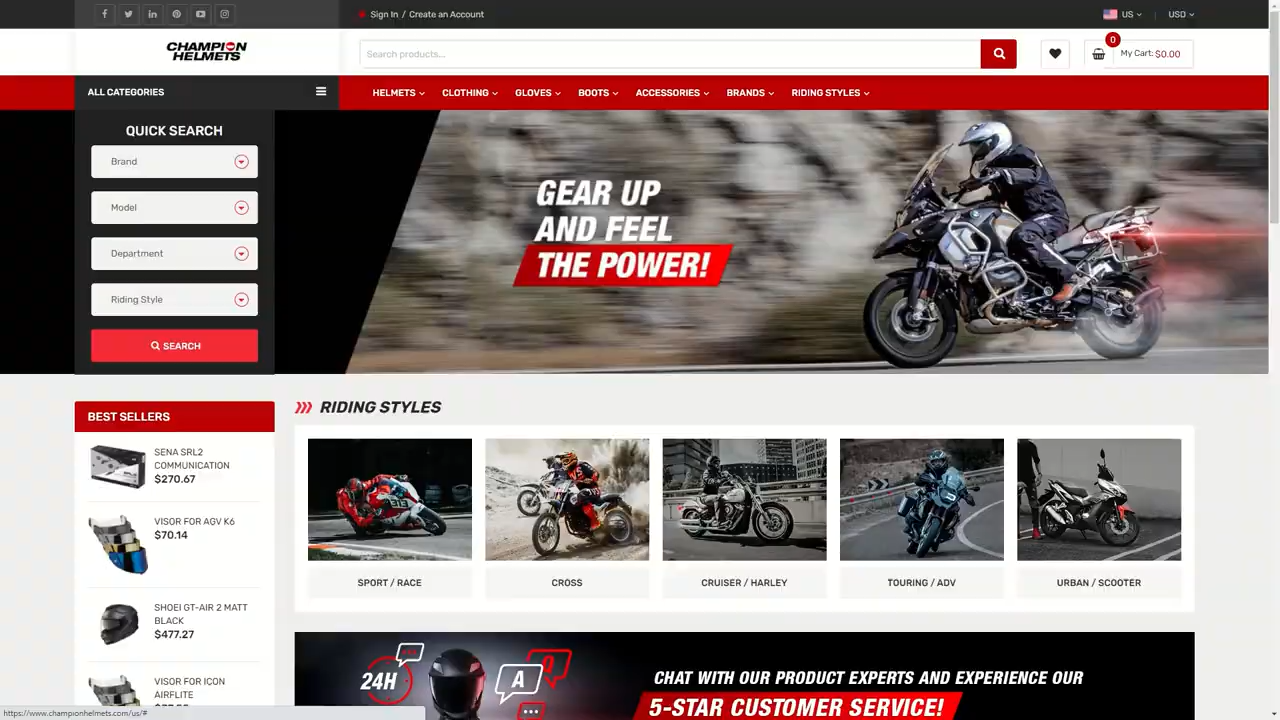 Sign In / Create an Account
US
USD
CHAMPION
HELMETS
Search products...
0
My Cart: $0.00
ALL CATEGORIES
HELMETS
CLOTHING
GLOVES
BOOTS
ACCESSORIES
BRANDS
RIDING STYLES
QUICK SEARCH
Brand
Model
Department
Riding Style
SEARCH
GEAR UP
AND FEEL
THE POWER!
BEST SELLERS
SENA SRL2
COMMUNICATION
$270.67
VISOR FOR AGV K6
$70.14
SHOEI GT-AIR 2 MATT
BLACK
$477.27
VISOR FOR ICON
AIRFLITE
RIDING STYLES
SPORT / RACE
CROSS
CRUISER / HARLEY
TOURING / ADV
URBAN / SCOOTER
24H
A
Q
CHAT WITH OUR PRODUCT EXPERTS AND EXPERIENCE OUR
5-STAR CUSTOMER SERVICE!
https://www.championhelmets.com/us/#